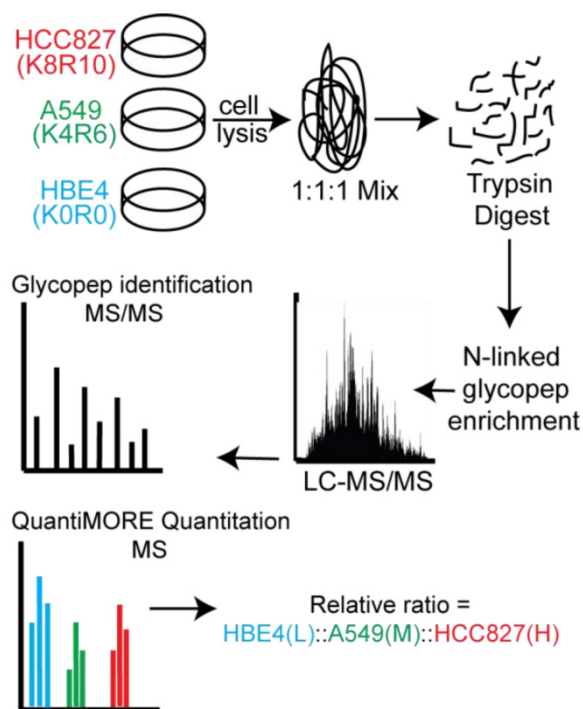 HCC827
(K8R10)
A549
(K4R6)
HBE4
(K0R0)
cell
lysis
1:1:1 Mix
Trypsin
Digest
N-linked
glycopep
enrichment
LC-MS/MS
Glycopep identification
MS/MS
QuantiMORE Quantitation
MS
Relative ratio =
HBE4(L)::A549(M)::HCC827(H)